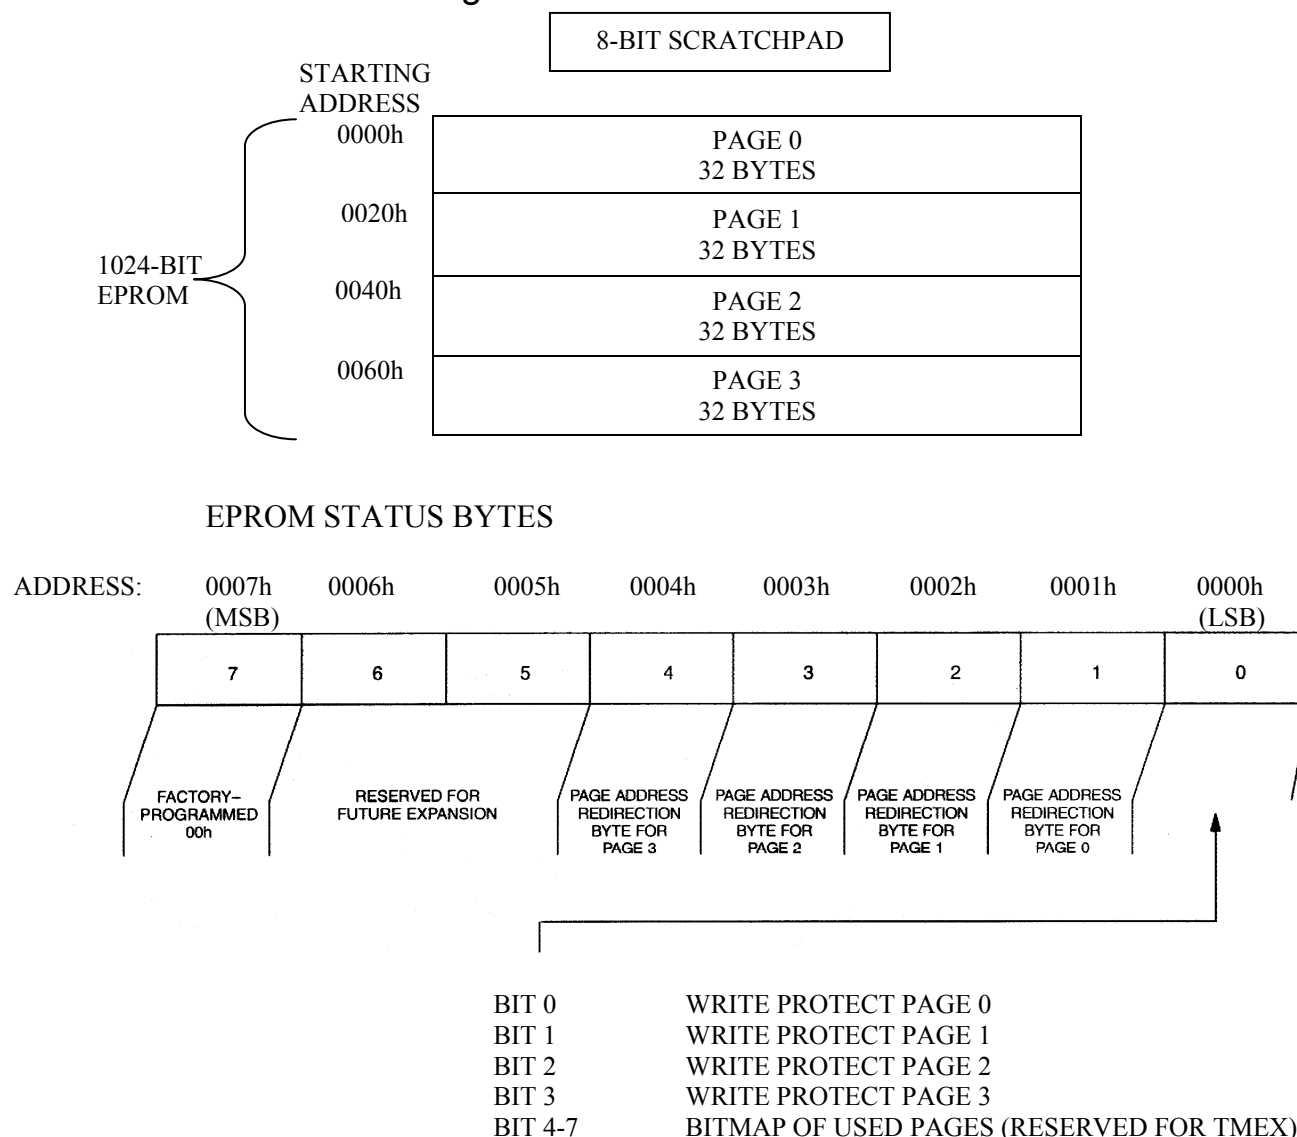 8-BIT SCRATCHPAD
STARTING
ADDRESS
0000h
PAGE 0
32 BYTES
0020h
PAGE 1
32 BYTES
1024-BIT
EPROM
0040h
PAGE 2
32 BYTES
0060h
PAGE 3
32 BYTES
EPROM STATUS BYTES
ADDRESS: 0007h 0006h 0005h 0004h 0003h 0002h 0001h 0000h
(MSB) (LSB)
7 6 5 4 3 2 1 0
FACTORY–
PROGRAMMED
00h
RESERVED FOR
FUTURE EXPANSION
PAGE ADDRESS
REDIRECTION
BYTE FOR
PAGE 3
PAGE ADDRESS
REDIRECTION
BYTE FOR
PAGE 2
PAGE ADDRESS
REDIRECTION
BYTE FOR
PAGE 1
PAGE ADDRESS
REDIRECTION
BYTE FOR
PAGE 0
BIT 0 WRITE PROTECT PAGE 0
BIT 1 WRITE PROTECT PAGE 1
BIT 2 WRITE PROTECT PAGE 2
BIT 3 WRITE PROTECT PAGE 3
BIT 4-7 BITMAP OF USED PAGES (RESERVED FOR TMEX)